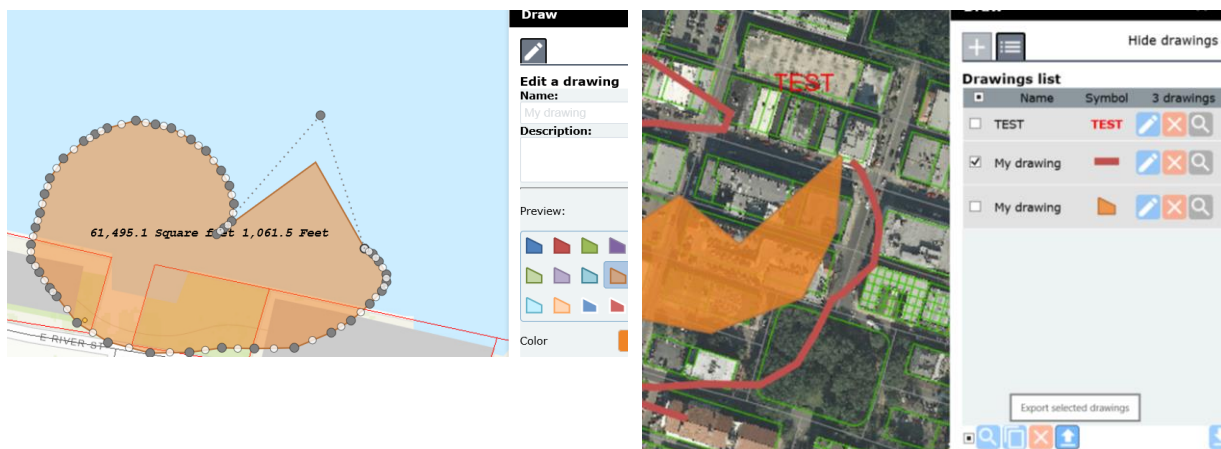 Draw
Edit a drawing
Name:
My drawing
Description:
Preview:
Color
61,495.1 Square feet 1,061.5 Feet
E RIVER ST
TEST
Hide drawings
Drawings list
Name Symbol 3 drawings
TEST TEST
My drawing
My drawing
Export selected drawings